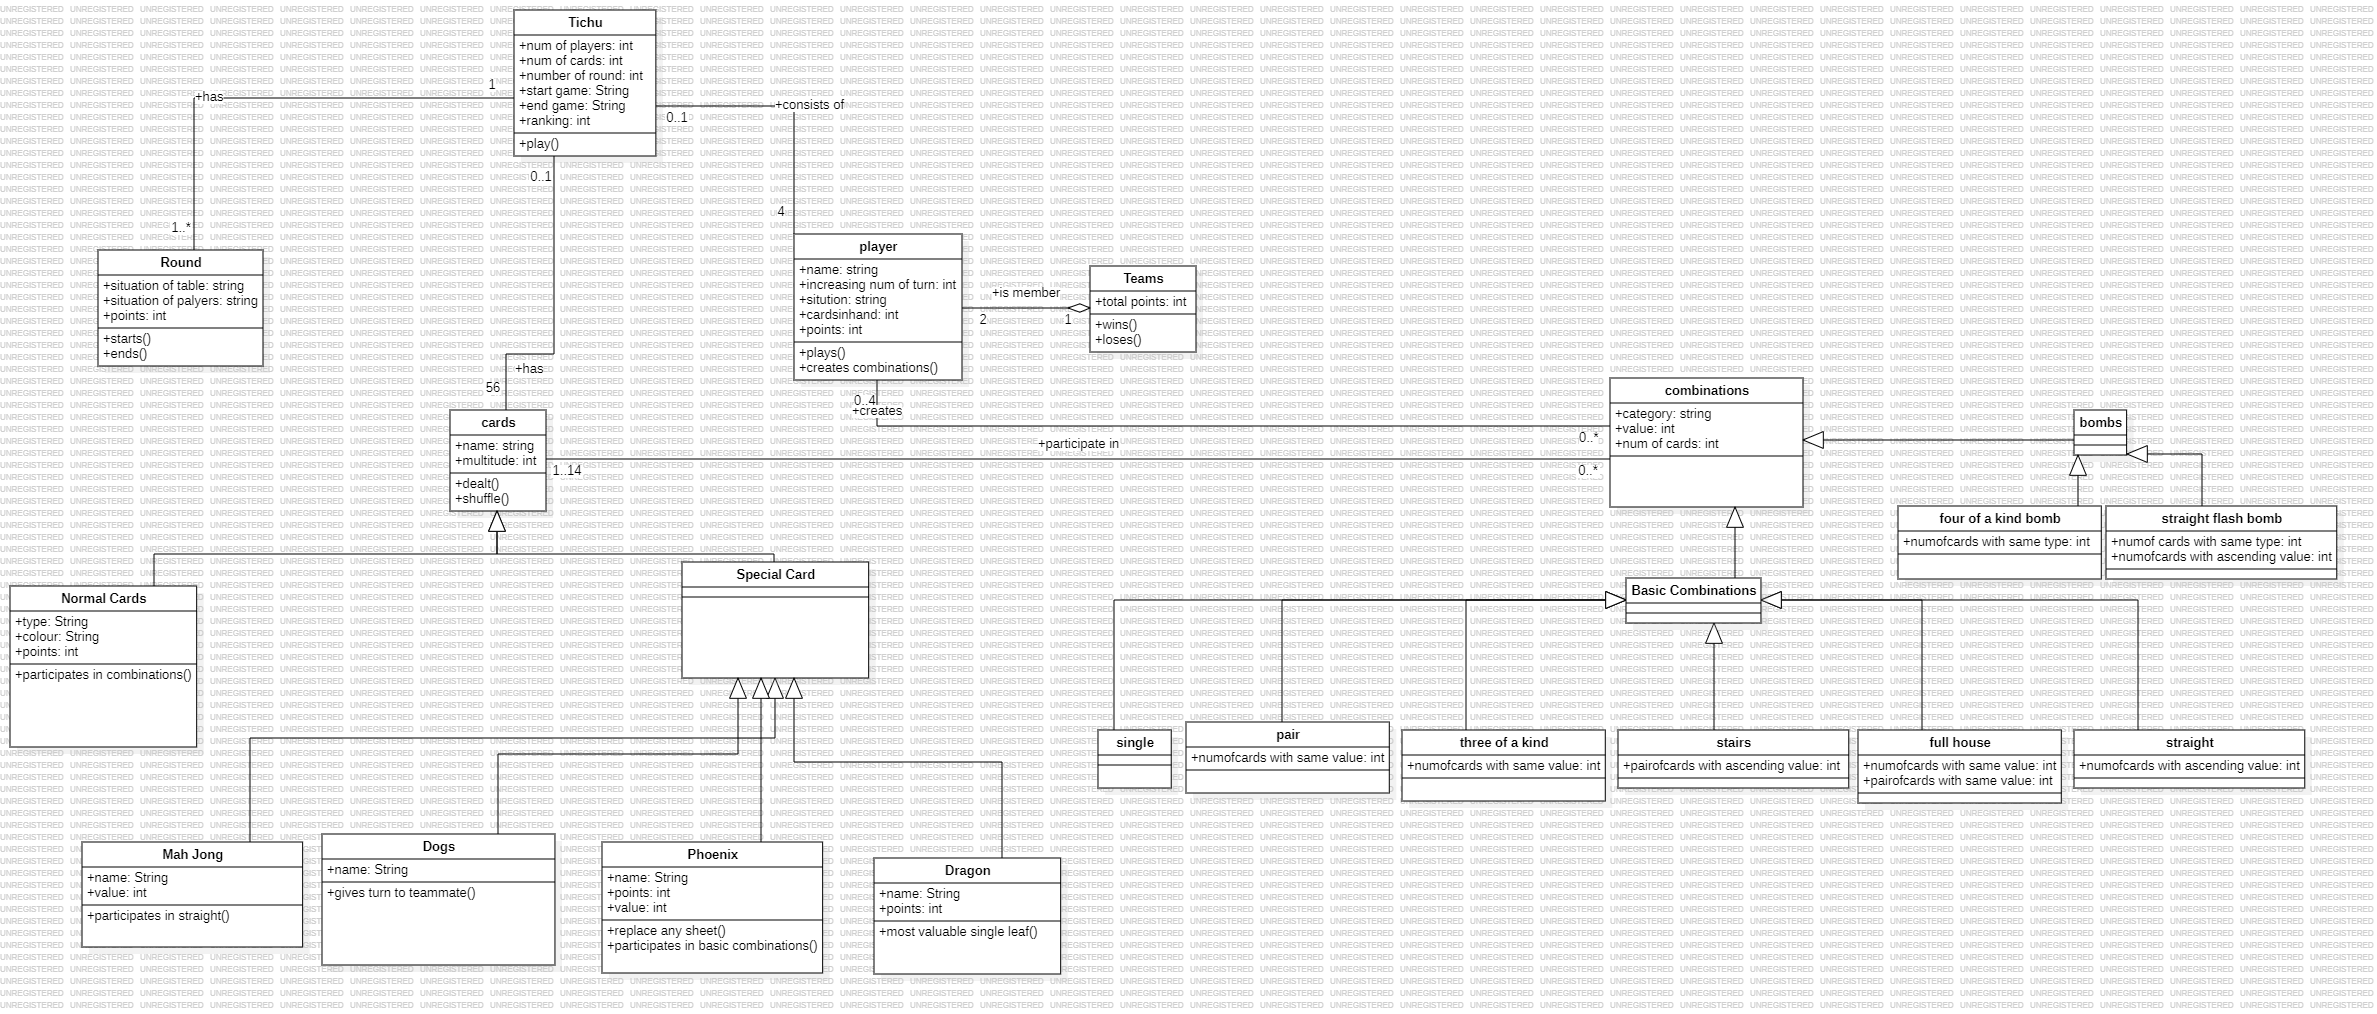 Tichu
+num of players: int
+num of cards: int
+number of round: int
+start game: String
+end game: String
+ranking: int
+play()
1
+has
1..*
0..1
+consists of
4
0..1
Round
+situation of table: string
+situation of palyers: string
+points: int
+starts()
+ends()
player
+name: string
+increasing num of turn: int
+sitution: string
+cardsinhand: int
+points: int
+plays()
+creates combinations()
+is member
2
1
Teams
+total points: int
+wins()
+loses()
+has
56
0..4
+creates
0..*
cards
+name: string
+multitude: int
+dealt()
+shuffle()
1..14
+participate in
0..*
combinations
+category: string
+value: int
+num of cards: int
bombs
four of a kind bomb
+numofcards with same type: int
straight flash bomb
+numof cards with same type: int
+numofcards with ascending value: int
Normal Cards
+type: String
+colour: String
+points: int
+participates in combinations()
Special Card
Basic Combinations
single
pair
+numofcards with same value: int
three of a kind
+numofcards with same value: int
stairs
+pairofcards with ascending value: int
full house
+numofcards with same value: int
+pairofcards with same value: int
straight
+numofcards with ascending value: int
Mah Jong
+name: String
+value: int
+participates in straight()
Dogs
+name: String
+gives turn to teammate()
Phoenix
+name: String
+points: int
+value: int
+replace any sheet()
+participates in basic combinations()
Dragon
+name: String
+points: int
+most valuable single leaf()
UNREGISTERED